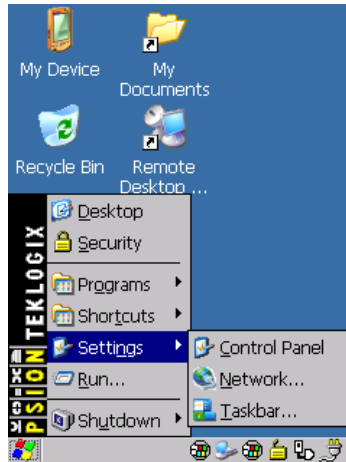 My Device
My
Documents
Recycle Bin
Remote
Desktop ...
PSION TEKLOGIX
Desktop
Security
Programs
Shortcuts
Settings
Run...
Shutdown
Control Panel
Network...
Taskbar...